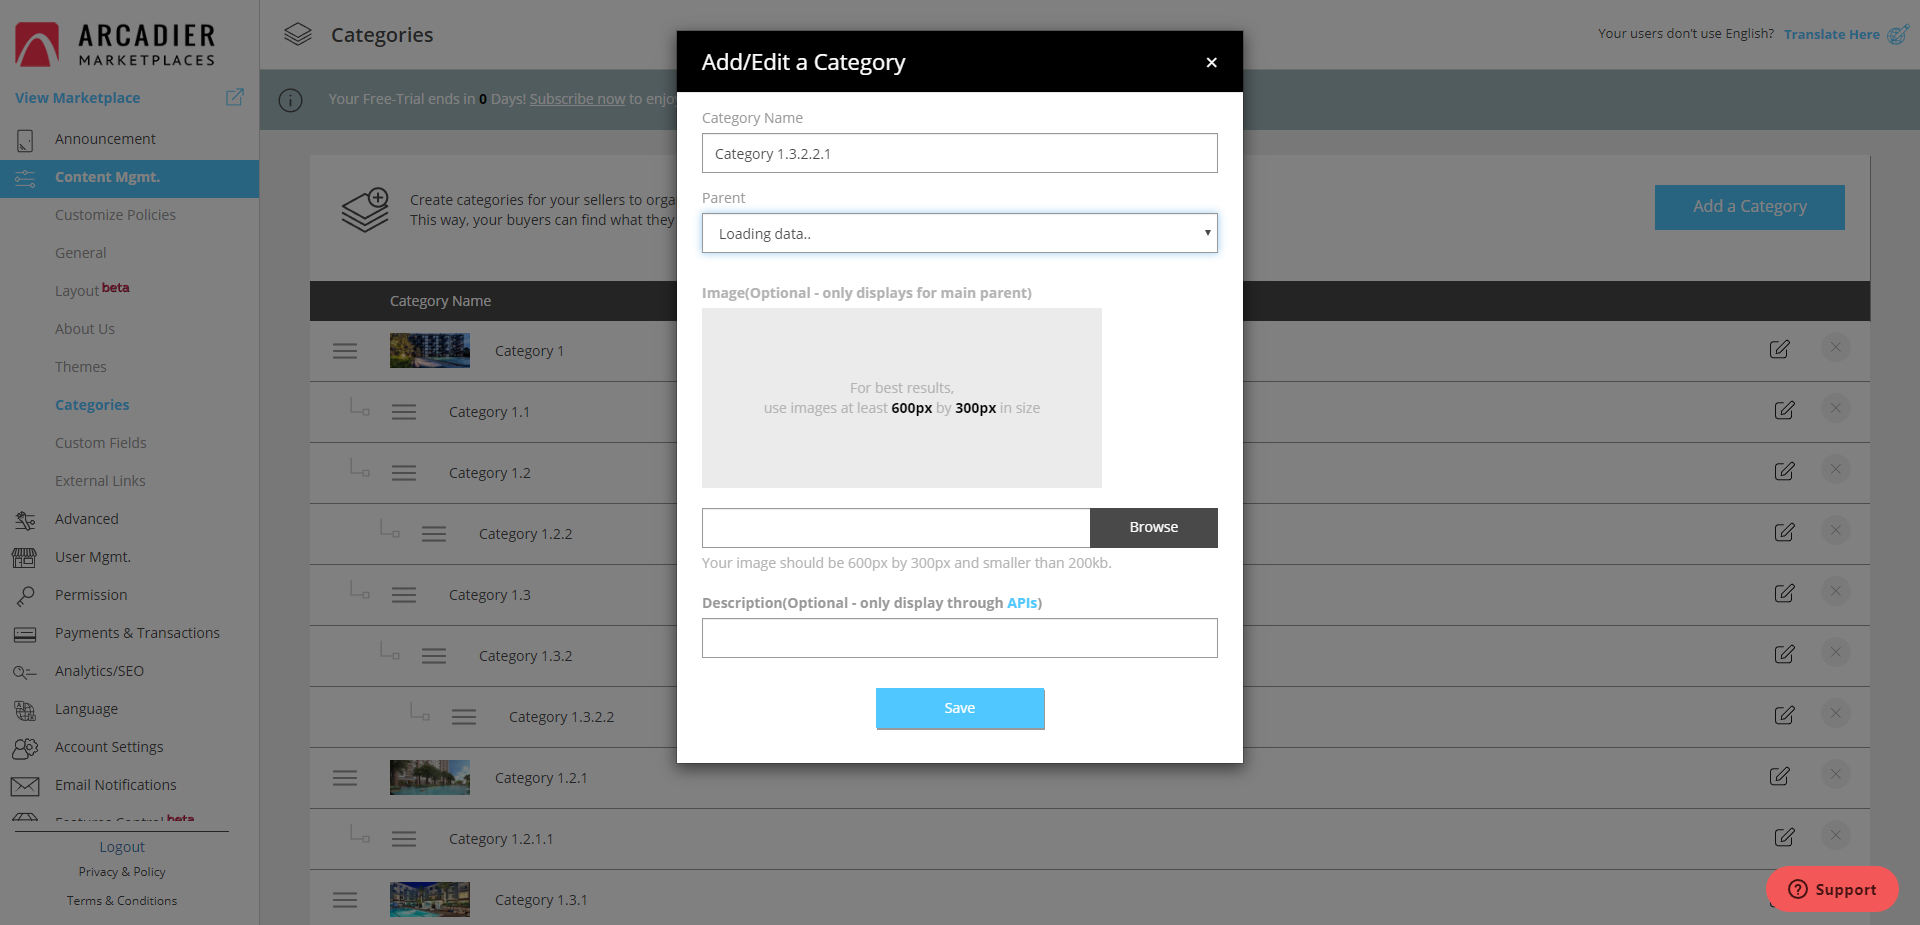 ARCADIER
MARKETPLACES
View Marketplace
Announcement
Content Mgmt.
Customize Policies
General
Layout beta
About Us
Themes
Categories
Custom Fields
External Links
Advanced
User Mgmt.
Permission
Payments & Transactions
Analytics/SEO
Language
Account Settings
Email Notifications
Features Control beta
Logout
Privacy & Policy
Terms & Conditions
Categories
Your users don't use English? Translate Here
Your Free-Trial ends in 0 Days! Subscribe now to enjoy
Create categories for your sellers to orga
This way, your buyers can find what they
Add a Category
Category Name
Category 1
Category 1.1
Category 1.2
Category 1.2.2
Category 1.3
Category 1.3.2
Category 1.3.2.2
Category 1.2.1
Category 1.2.1.1
Category 1.3.1
Add/Edit a Category
Category Name
Category 1.3.2.2.1
Parent
Loading data..
Image(Optional - only displays for main parent)
For best results,
use images at least 600px by 300px in size
Browse
Your image should be 600px by 300px and smaller than 200kb.
Description(Optional - only display through APIs)
Save
Support